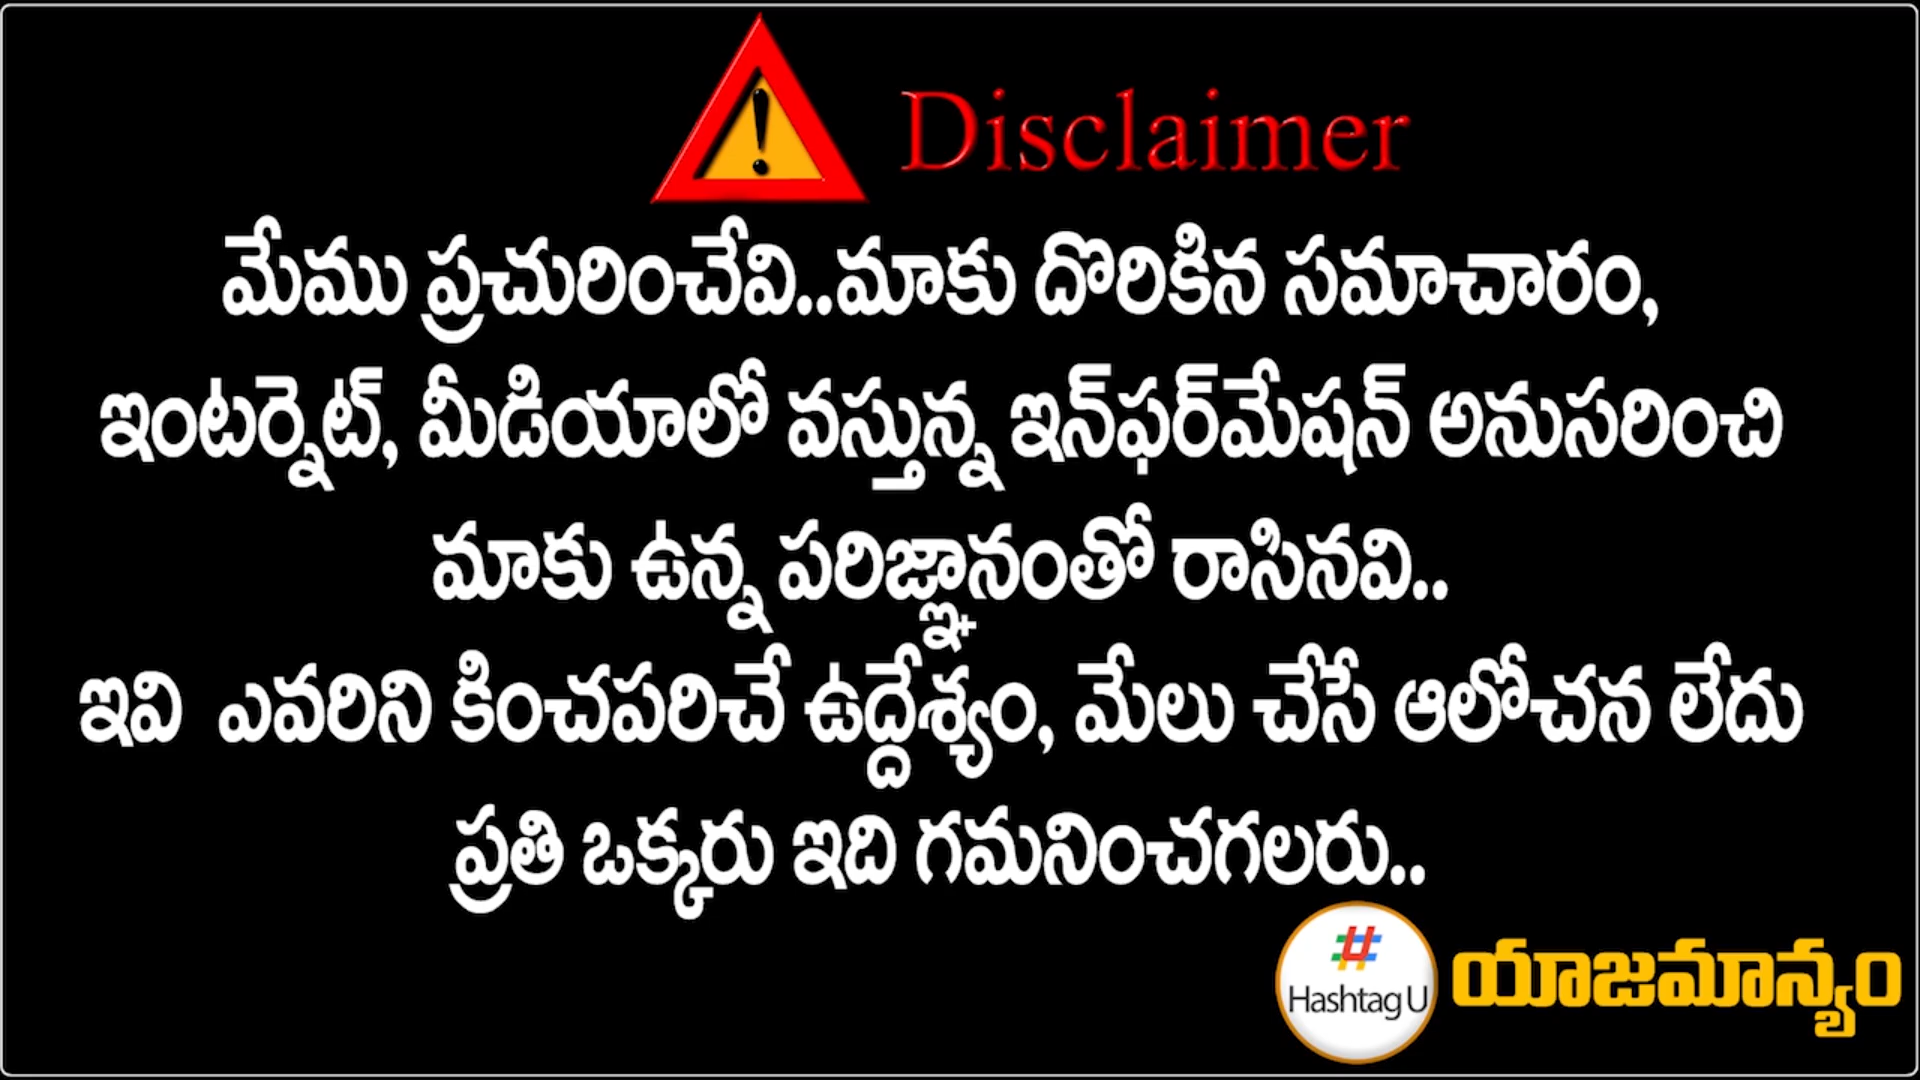 Disclaimer
మేము ప్రచురించేవి..మాకు దొరికిన సమాచారం,
ఇంటర్నెట్, మీడియాలో వస్తున్న ఇన్‌ఫర్‌మేషన్ అనుసరించి
మాకు ఉన్న పరిజ్ఞానంతో రాసినవి..
ఇవి ఎవరిని కించపరిచే ఉద్దేశ్యం, మేలు చేసే ఆలోచన లేదు
ప్రతి ఒక్కరు ఇది గమనించగలరు..
# Hashtag U
యాజమాన్యం